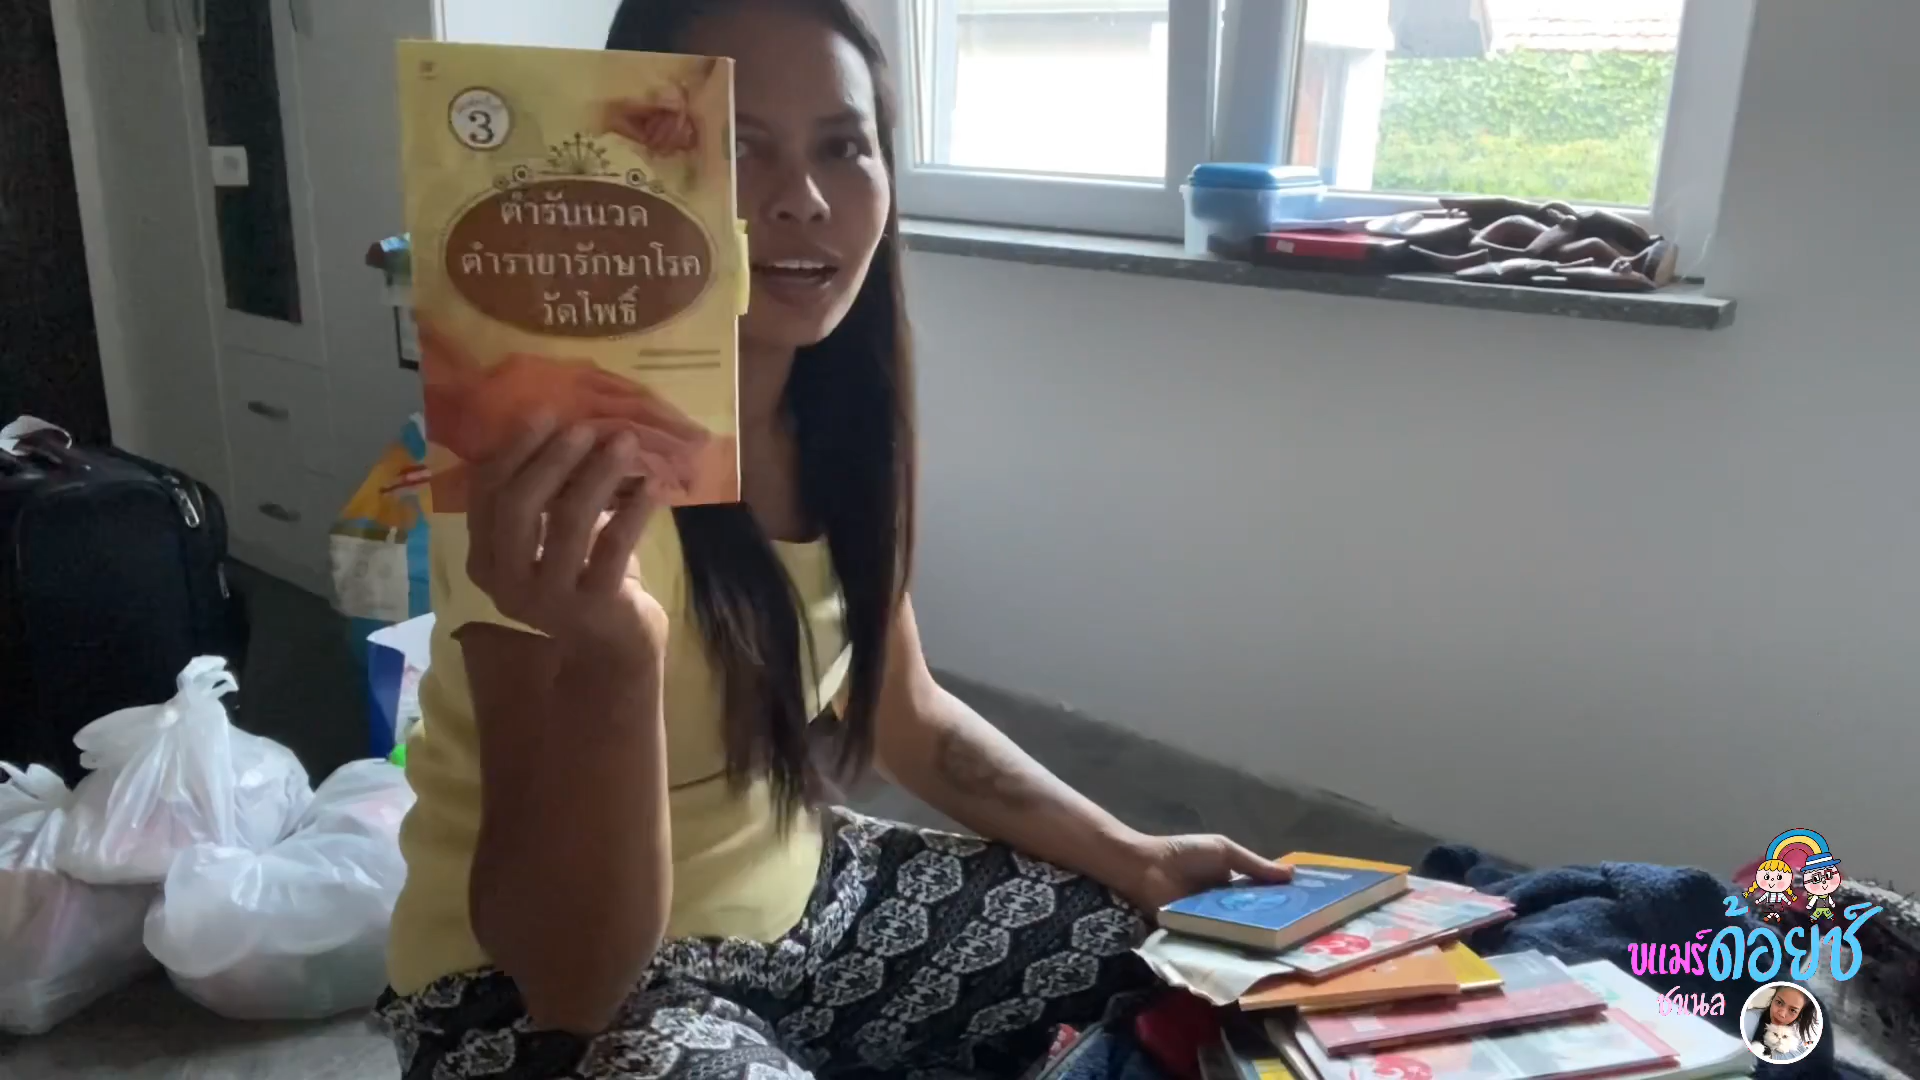 3
ตำรับนวด
ตำรายารักษาโรค
วัดโพธิ์
ขแมร์ด้อยช์
ชาแนล